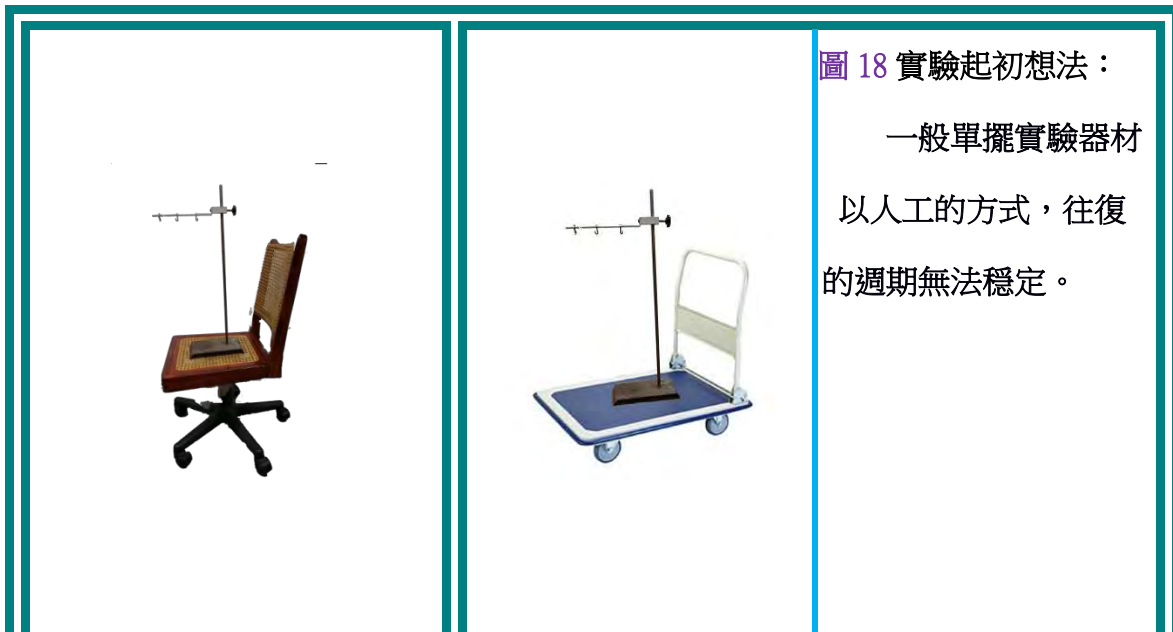 圖 18 實驗起初想法：
一般單擺實驗器材
以人工的方式，往復
的週期無法穩定。